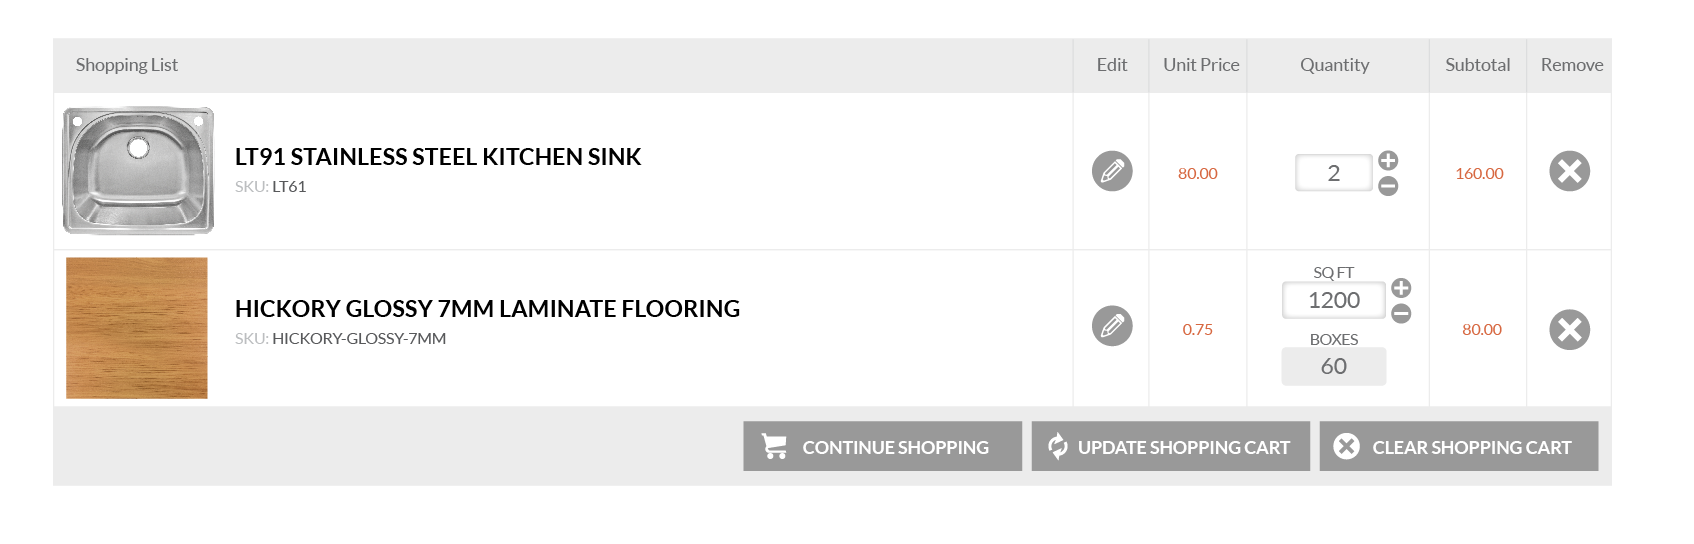 Shopping List Edit Unit Price Quantity Subtotal Remove
LT91 STAINLESS STEEL KITCHEN SINK
SKU: LT61
80.00 2 160.00
HICKORY GLOSSY 7MM LAMINATE FLOORING
SKU: HICKORY-GLOSSY-7MM
0.75
SQ FT
1200
BOXES
60
80.00
CONTINUE SHOPPING UPDATE SHOPPING CART CLEAR SHOPPING CART